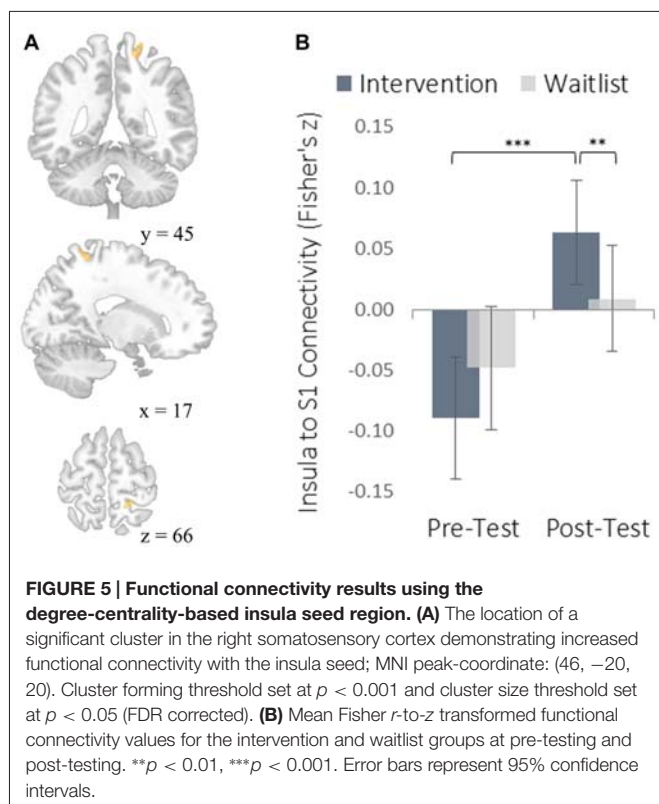 A
y = 45
x = 17
z = 66
B
Intervention Waitlist
Insula to S1 Connectivity (Fisher's z)
0.15
0.10
0.05
0.00
-0.05
-0.10
-0.15
***
**
Pre-Test Post-Test
FIGURE 5 | Functional connectivity results using the
degree-centrality-based insula seed region. (A) The location of a
significant cluster in the right somatosensory cortex demonstrating increased
functional connectivity with the insula seed; MNI peak-coordinate: (46, −20,
20). Cluster forming threshold set at p < 0.001 and cluster size threshold set
at p < 0.05 (FDR corrected). (B) Mean Fisher r-to-z transformed functional
connectivity values for the intervention and waitlist groups at pre-testing and
post-testing. **p < 0.01, ***p < 0.001. Error bars represent 95% confidence
intervals.